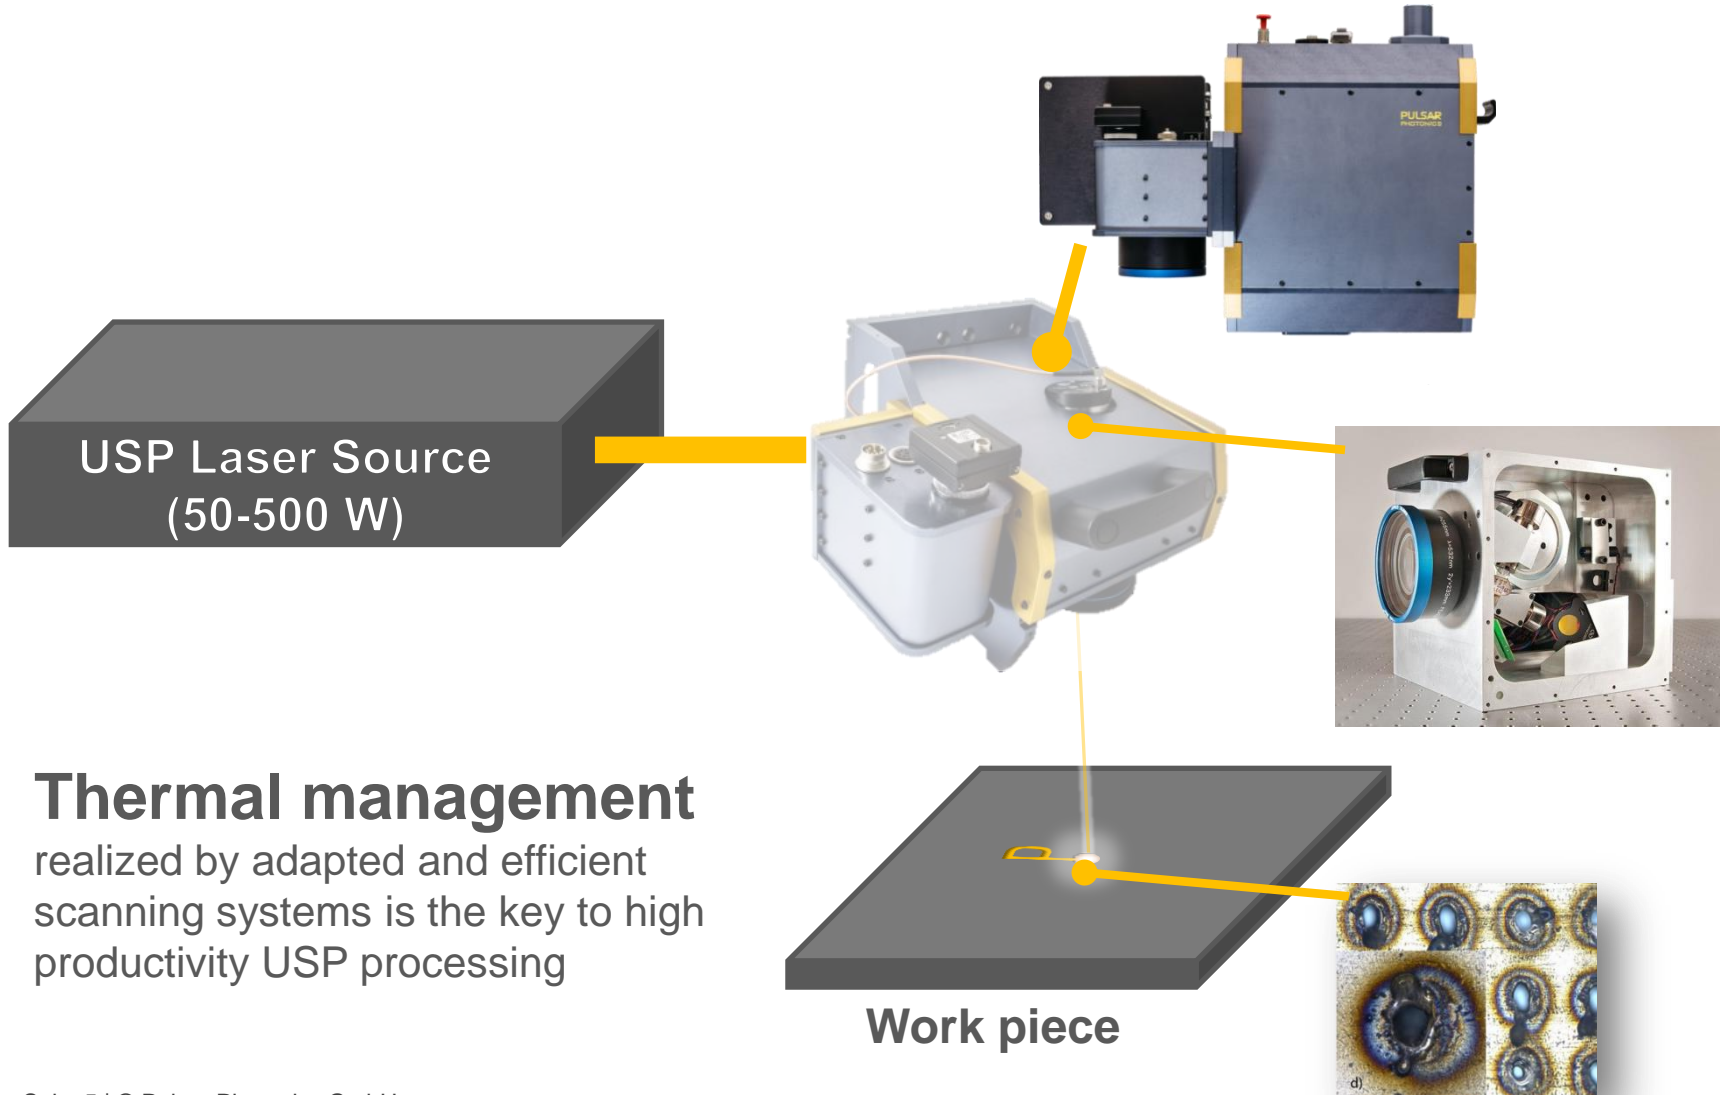 PULSAR
PHOTONICS
USP Laser Source
(50-500 W)
Thermal management
realized by adapted and efficient
scanning systems is the key to high
productivity USP processing
Work piece
d)